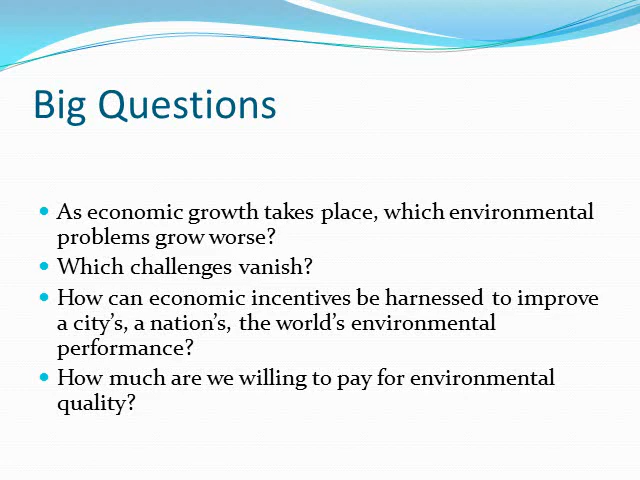 Big Questions
• As economic growth takes place, which environmental
problems grow worse?
• Which challenges vanish?
• How can economic incentives be harnessed to improve
a city’s, a nation’s, the world’s environmental
performance?
• How much are we willing to pay for environmental
quality?